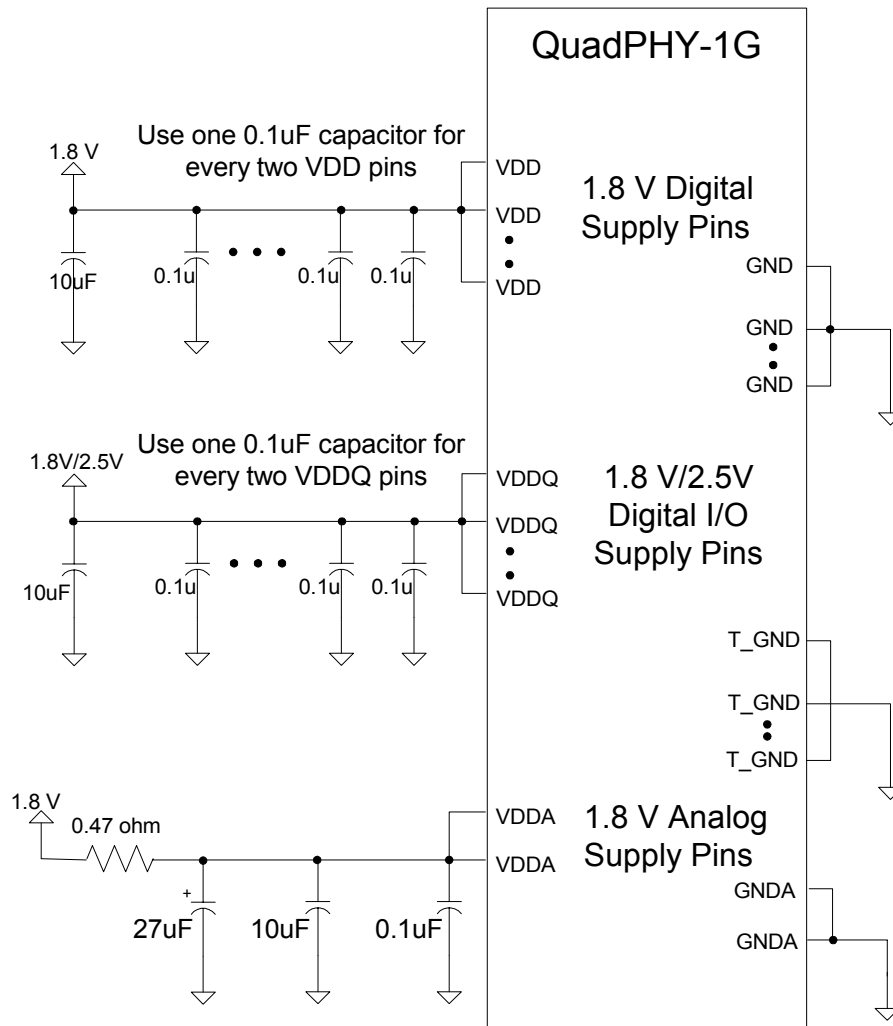 QuadPHY-1G
Use one 0.1uF capacitor for
every two VDD pins
1.8 V
10uF
0.1u
0.1u
0.1u
VDD
VDD
VDD
1.8 V Digital
Supply Pins
GND
GND
GND
Use one 0.1uF capacitor for
every two VDDQ pins
1.8V/2.5V
10uF
0.1u
0.1u
0.1u
VDDQ
VDDQ
VDDQ
1.8 V/2.5V
Digital I/O
Supply Pins
T_GND
T_GND
T_GND
1.8 V
0.47 ohm
+
27uF
10uF
0.1uF
VDDA
VDDA
1.8 V Analog
Supply Pins
GNDA
GNDA